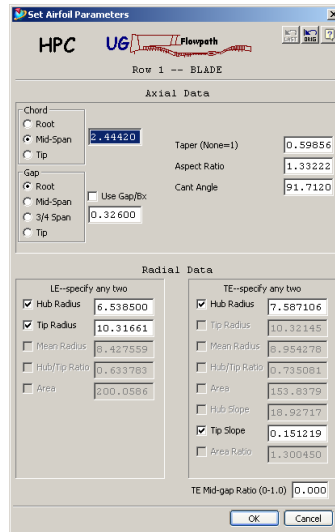 Set Airfoil Parameters
HPC UG Flowpath
LAST ORIG ?
Row 1 -- BLADE
Axial Data
Chord
Root
Mid-Span 2.44420
Tip
Taper (None=1) 0.59856
Aspect Ratio 1.33222
Cant Angle 91.7120
Gap
Root
Mid-Span Use Gap/Bx
3/4 Span 0.32600
Tip
Radial Data
LE--specify any two
Hub Radius 6.538500
Tip Radius 10.31661
Mean Radius 8.427559
Hub/Tip Ratio 0.633783
Area 200.0586
TE--specify any two
Hub Radius 7.587106
Tip Radius 10.32145
Mean Radius 8.954278
Hub/Tip Ratio 0.735081
Area 153.8379
Hub Slope 18.92717
Tip Slope 0.151219
Area Ratio 1.300450
TE Mid-gap Ratio (0-1.0) 0.000
OK Cancel